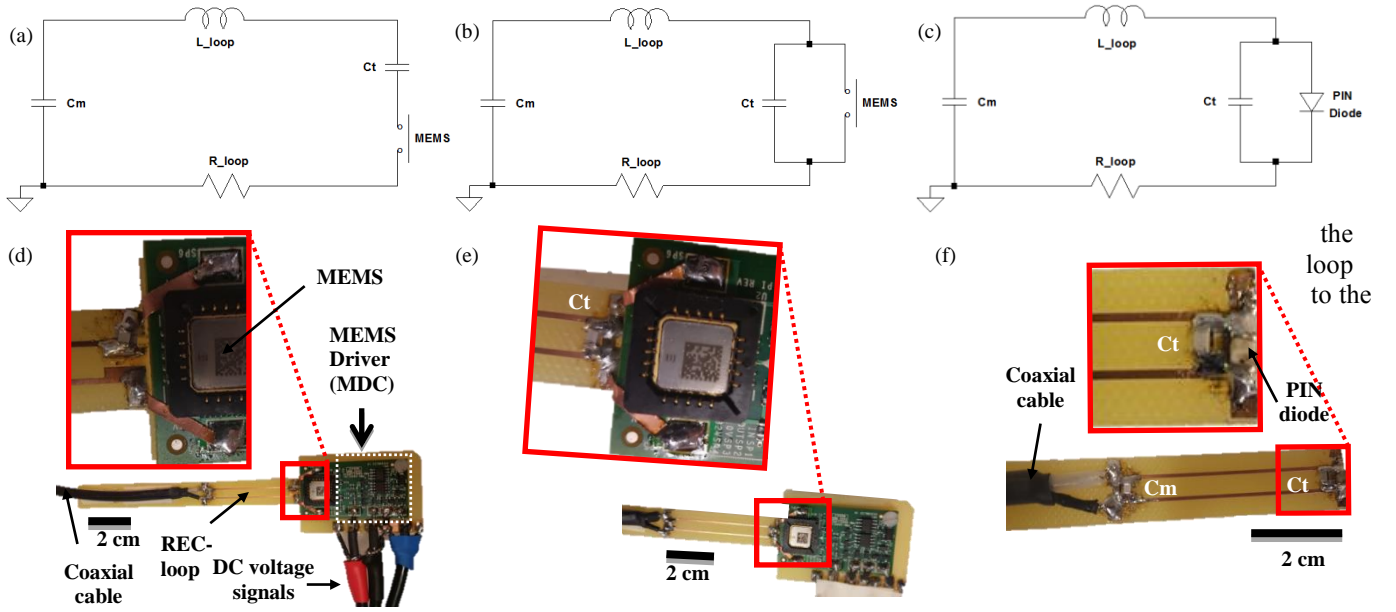 (a)
L_loop
Cm
Ct
MEMS
R_loop
(b)
L_loop
Cm
Ct
MEMS
R_loop
(c)
L_loop
Cm
Ct
PIN
Diode
R_loop
(d)
MEMS
MEMS
Driver
(MDC)
2 cm
Coaxial
cable
REC-
loop
DC voltage
signals
(e)
Ct
2 cm
(f)
the
loop
to the
Ct
Coaxial
cable
PIN
diode
Cm
Ct
2 cm